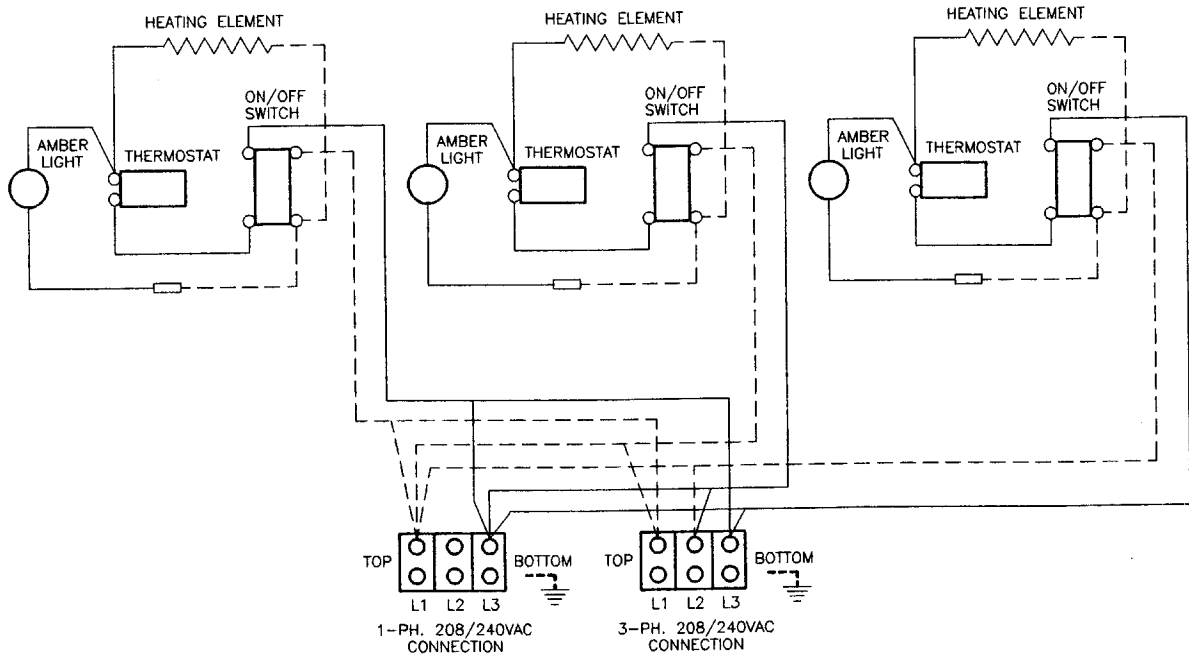 HEATING ELEMENT
ON/OFF
SWITCH
AMBER
LIGHT
THERMOSTAT
HEATING ELEMENT
ON/OFF
SWITCH
AMBER
LIGHT
THERMOSTAT
HEATING ELEMENT
ON/OFF
SWITCH
AMBER
LIGHT
THERMOSTAT
TOP
BOTTOM
L1 L2 L3
1-PH. 208/240VAC
CONNECTION
TOP
BOTTOM
L1 L2 L3
3-PH. 208/240VAC
CONNECTION